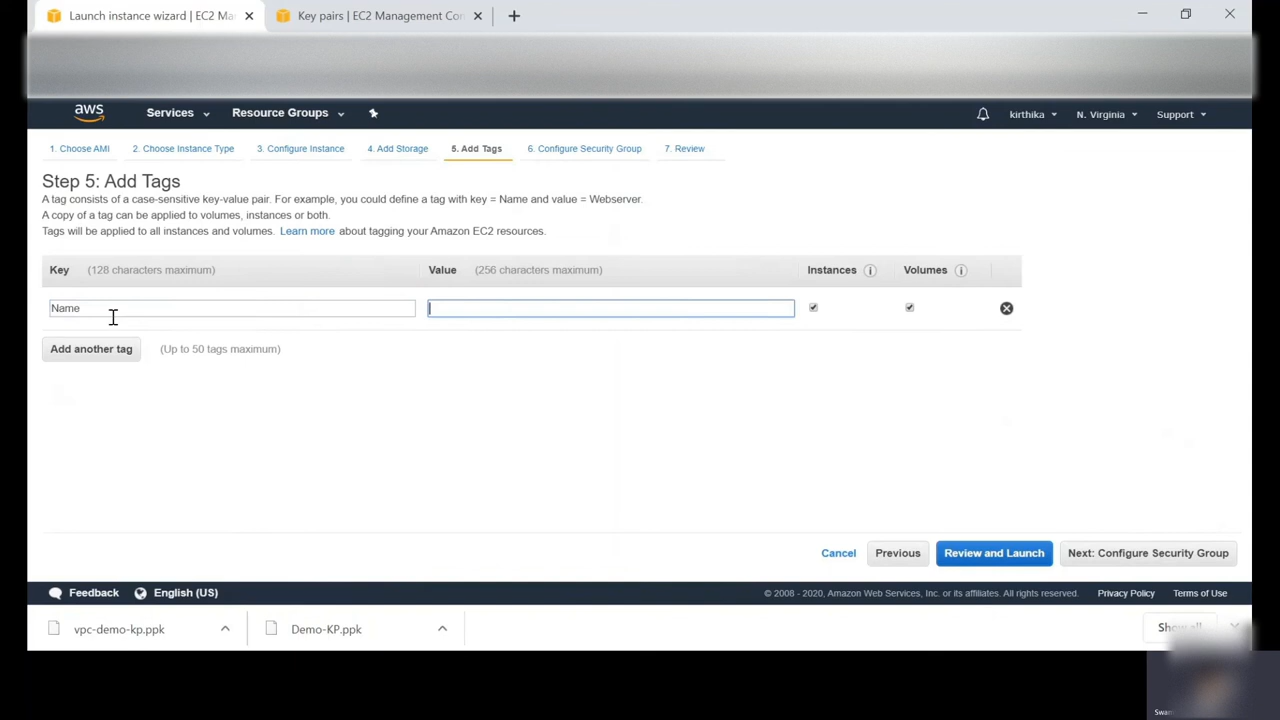 Launch instance wizard | EC2 Ma
Key pairs | EC2 Management Con
aws
Services
Resource Groups
kirthika
N. Virginia
Support
1. Choose AMI
2. Choose Instance Type
3. Configure Instance
4. Add Storage
5. Add Tags
6. Configure Security Group
7. Review
Step 5: Add Tags
A tag consists of a case-sensitive key-value pair. For example, you could define a tag with key = Name and value = Webserver.
A copy of a tag can be applied to volumes, instances or both.
Tags will be applied to all instances and volumes. Learn more about tagging your Amazon EC2 resources.
Key (128 characters maximum)
Value (256 characters maximum)
Instances
Volumes
Name
Add another tag
(Up to 50 tags maximum)
Cancel
Previous
Review and Launch
Next: Configure Security Group
Feedback
English (US)
© 2008 - 2020, Amazon Web Services, Inc. or its affiliates. All rights reserved.
Privacy Policy
Terms of Use
vpc-demo-kp.ppk
Demo-KP.ppk
Show all